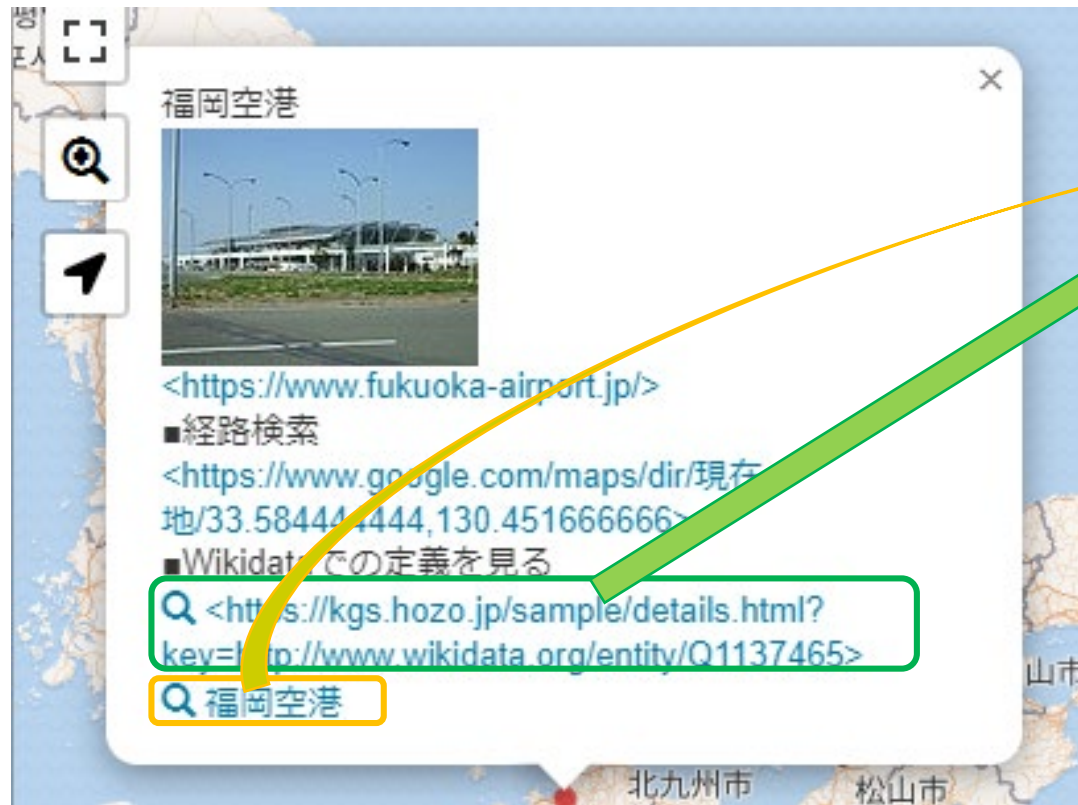 福岡空港
×
<https://www.fukuoka-airport.jp/>
■経路検索
<https://www.google.com/maps/dir/現在
地/33.584444444,130.451666666>
■Wikidataでの定義を見る
<https://kgs.hozo.jp/sample/details.html?
key=http://www.wikidata.org/entity/Q1137465>
福岡空港
山市
北九州市
松山市